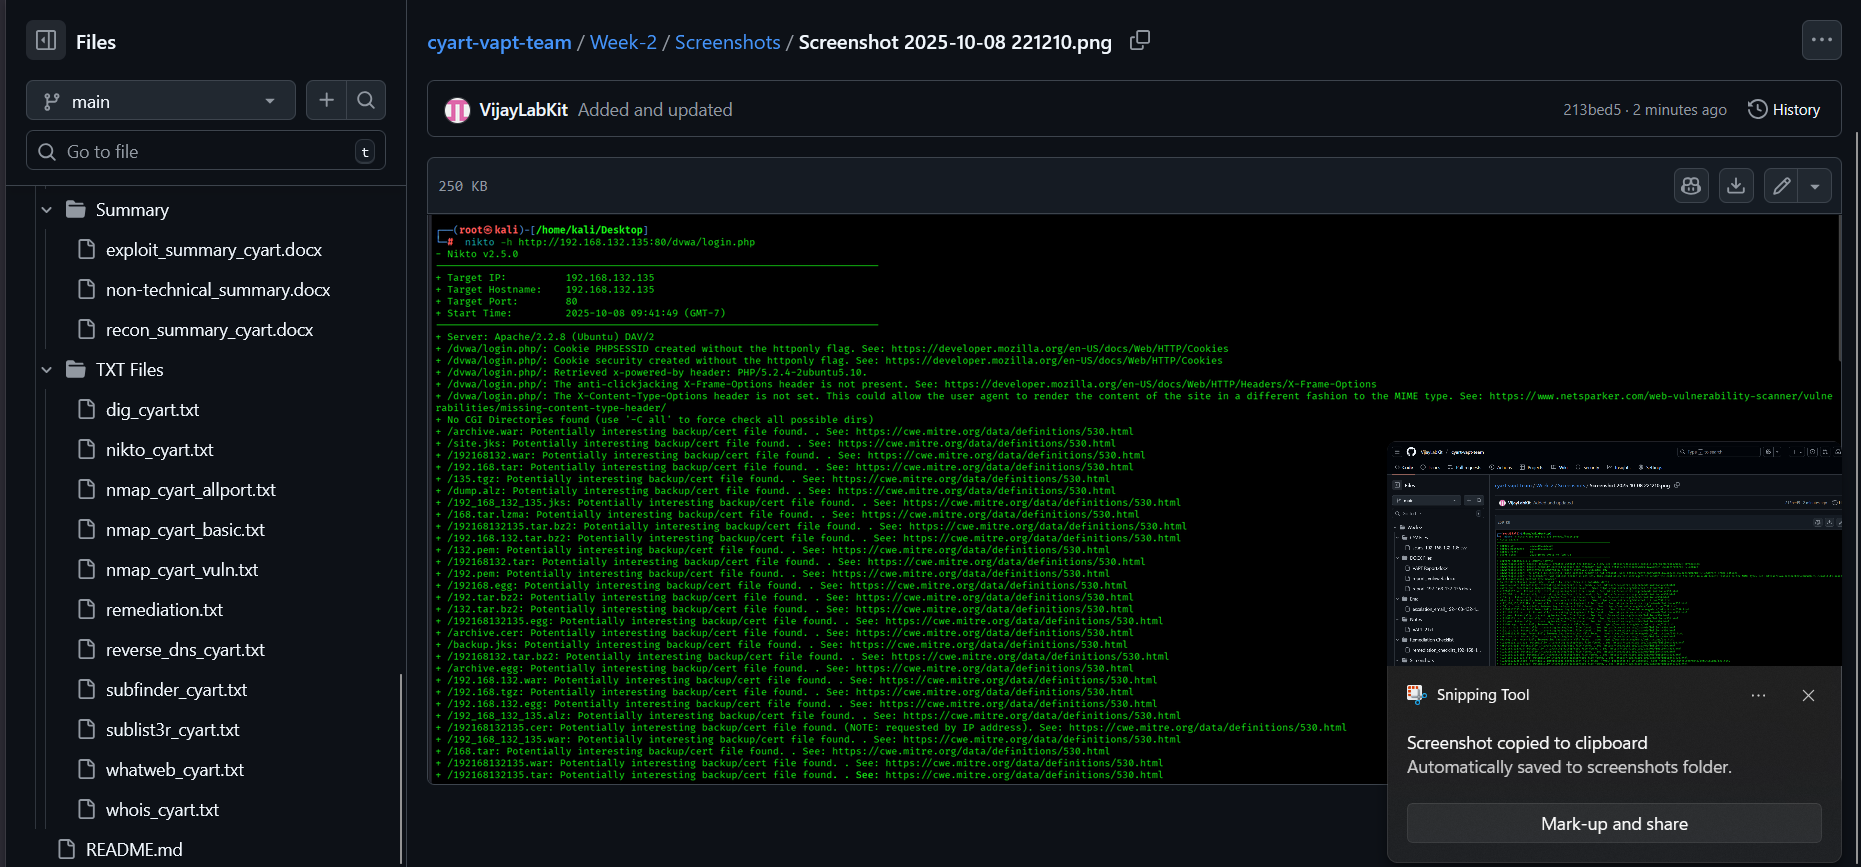 Files
main
Go to file
t
Summary
exploit_summary_cyart.docx
non-technical_summary.docx
recon_summary_cyart.docx
TXT Files
dig_cyart.txt
nikto_cyart.txt
nmap_cyart_allport.txt
nmap_cyart_basic.txt
nmap_cyart_vuln.txt
remediation.txt
reverse_dns_cyart.txt
subfinder_cyart.txt
sublist3r_cyart.txt
whatweb_cyart.txt
whois_cyart.txt
README.md
cyart-vapt-team / Week-2 / Screenshots / Screenshot 2025-10-08 221210.png
VijayLabKit Added and updated
213bed5 · 2 minutes ago
History
250 KB
(root㉿kali)-[/home/kali/Desktop]
# nikto -h http://192.168.132.135:80/dvwa/login.php
- Nikto v2.5.0
+ Target IP: 192.168.132.135
+ Target Hostname: 192.168.132.135
+ Target Port: 80
+ Start Time: 2025-10-08 09:41:49 (GMT-7)
+ Server: Apache/2.2.8 (Ubuntu) DAV/2
+ /dvwa/login.php/: Cookie PHPSESSID created without the httponly flag. See: https://developer.mozilla.org/en-US/docs/Web/HTTP/Cookies
+ /dvwa/login.php/: Cookie security created without the httponly flag. See: https://developer.mozilla.org/en-US/docs/Web/HTTP/Cookies
+ /dvwa/login.php/: Retrieved x-powered-by header: PHP/5.2.4-2ubuntu5.10.
+ /dvwa/login.php/: The anti-clickjacking X-Frame-Options header is not present. See: https://developer.mozilla.org/en-US/docs/Web/HTTP/Headers/X-Frame-Options
+ /dvwa/login.php/: The X-Content-Type-Options header is not set. This could allow the user agent to render the content of the site in a different fashion to the MIME type. See: https://www.netsparker.com/web-vulnerability-scanner/vulne
rabilities/missing-content-type-header/
+ No CGI Directories found (use '-C all' to force check all possible dirs)
+ /archive.war: Potentially interesting backup/cert file found. . See: https://cwe.mitre.org/data/definitions/530.html
+ /site.jks: Potentially interesting backup/cert file found. . See: https://cwe.mitre.org/data/definitions/530.html
+ /192168132.war: Potentially interesting backup/cert file found. . See: https://cwe.mitre.org/data/definitions/530.html
+ /192.168.tar: Potentially interesting backup/cert file found. . See: https://cwe.mitre.org/data/definitions/530.html
+ /135.tgz: Potentially interesting backup/cert file found. . See: https://cwe.mitre.org/data/definitions/530.html
+ /dump.alz: Potentially interesting backup/cert file found. . See: https://cwe.mitre.org/data/definitions/530.html
+ /192_168_132_135.jks: Potentially interesting backup/cert file found. . See: https://cwe.mitre.org/data/definitions/530.html
+ /168.tar.lzma: Potentially interesting backup/cert file found. . See: https://cwe.mitre.org/data/definitions/530.html
+ /192168132135.tar.bz2: Potentially interesting backup/cert file found. . See: https://cwe.mitre.org/data/definitions/530.html
+ /192.168.132.tar.bz2: Potentially interesting backup/cert file found. . See: https://cwe.mitre.org/data/definitions/530.html
+ /132.pem: Potentially interesting backup/cert file found. . See: https://cwe.mitre.org/data/definitions/530.html
+ /192168132.tar: Potentially interesting backup/cert file found. . See: https://cwe.mitre.org/data/definitions/530.html
+ /192.pem: Potentially interesting backup/cert file found. . See: https://cwe.mitre.org/data/definitions/530.html
+ /192168.egg: Potentially interesting backup/cert file found. . See: https://cwe.mitre.org/data/definitions/530.html
+ /192.tar.bz2: Potentially interesting backup/cert file found. . See: https://cwe.mitre.org/data/definitions/530.html
+ /132.tar.bz2: Potentially interesting backup/cert file found. . See: https://cwe.mitre.org/data/definitions/530.html
+ /192168132135.egg: Potentially interesting backup/cert file found. . See: https://cwe.mitre.org/data/definitions/530.html
+ /archive.cer: Potentially interesting backup/cert file found. . See: https://cwe.mitre.org/data/definitions/530.html
+ /backup.jks: Potentially interesting backup/cert file found. . See: https://cwe.mitre.org/data/definitions/530.html
+ /192168132.tar.bz2: Potentially interesting backup/cert file found. . See: https://cwe.mitre.org/data/definitions/530.html
+ /archive.egg: Potentially interesting backup/cert file found. . See: https://cwe.mitre.org/data/definitions/530.html
+ /192.168.132.war: Potentially interesting backup/cert file found. . See: https://cwe.mitre.org/data/definitions/530.html
+ /192.168.tgz: Potentially interesting backup/cert file found. . See: https://cwe.mitre.org/data/definitions/530.html
+ /192.168.132.egg: Potentially interesting backup/cert file found. . See: https://cwe.mitre.org/data/definitions/530.html
+ /192_168_132_135.alz: Potentially interesting backup/cert file found. . See: https://cwe.mitre.org/data/definitions/530.html
+ /192168132135.cer: Potentially interesting backup/cert file found. (NOTE: requested by IP address). See: https://cwe.mitre.org/data/definitions/530.html
+ /192_168_132_135.war: Potentially interesting backup/cert file found. . See: https://cwe.mitre.org/data/definitions/530.html
+ /168.tar: Potentially interesting backup/cert file found. . See: https://cwe.mitre.org/data/definitions/530.html
+ /192168132135.war: Potentially interesting backup/cert file found. . See: https://cwe.mitre.org/data/definitions/530.html
+ /192168132135.tar: Potentially interesting backup/cert file found. . See: https://cwe.mitre.org/data/definitions/530.html
Snipping Tool
Screenshot copied to clipboard
Automatically saved to screenshots folder.
Mark-up and share